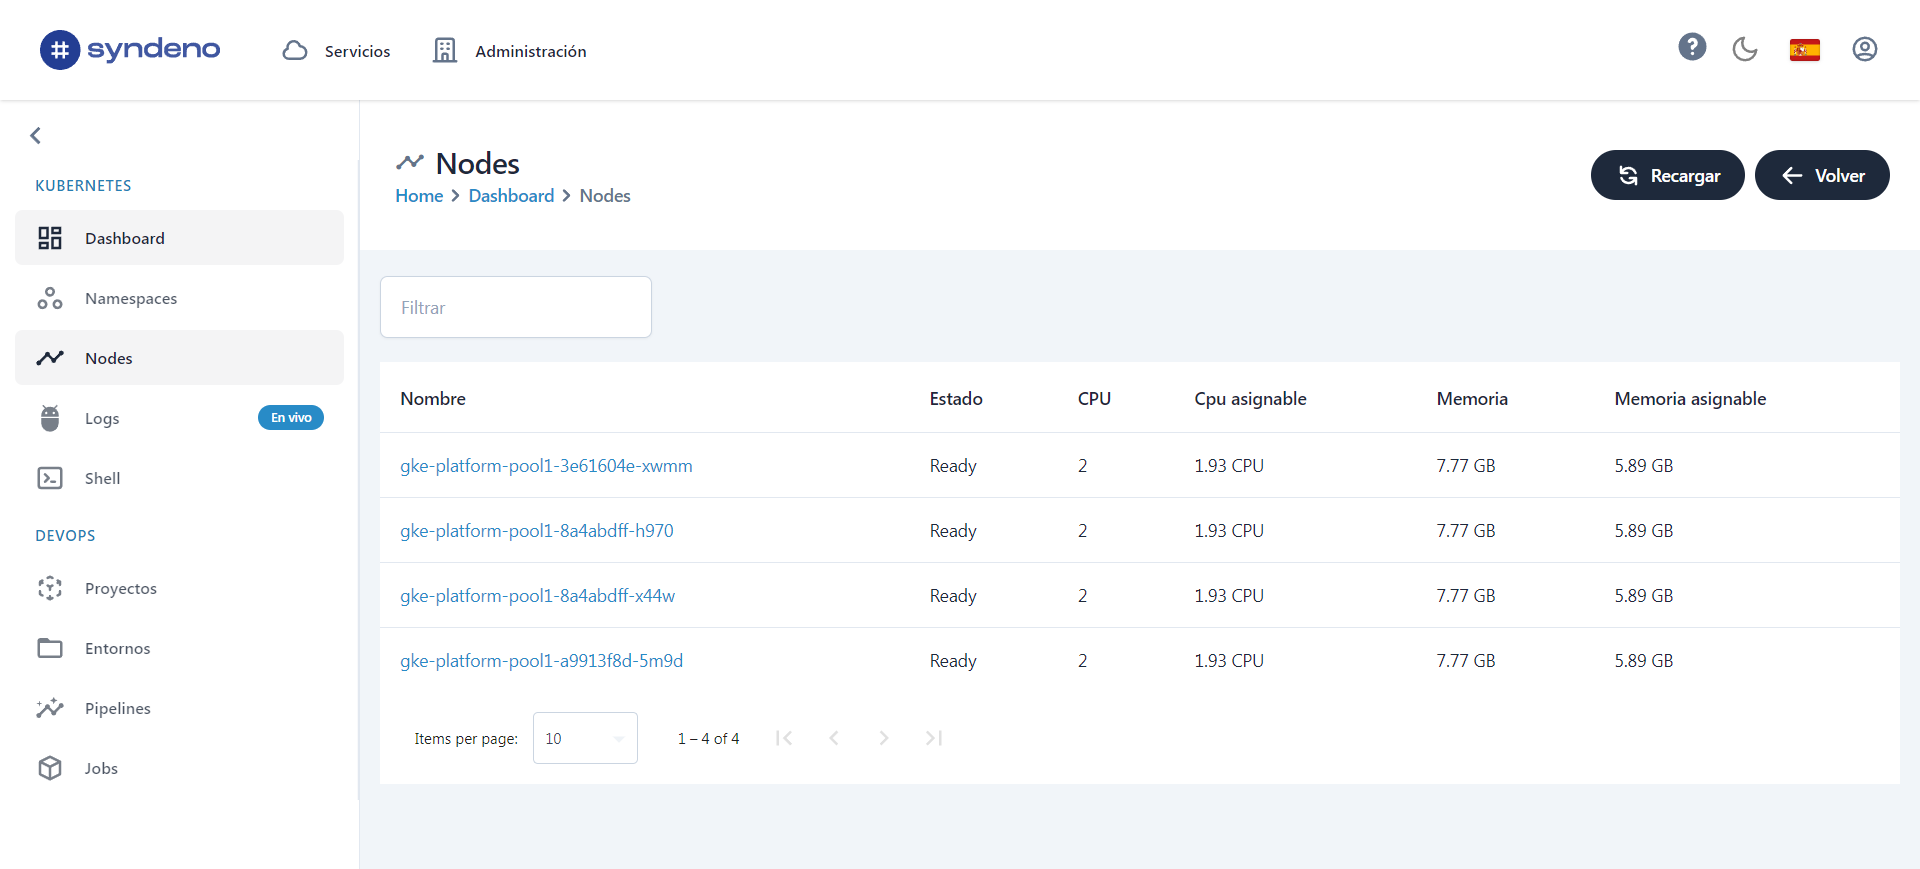 syndeno
Servicios
Administración
KUBERNETES
Dashboard
Namespaces
Nodes
Logs
En vivo
Shell
DEVOPS
Proyectos
Entornos
Pipelines
Jobs
Nodes
Home > Dashboard > Nodes
Recargar
Volver
Filtrar
Nombre Estado CPU Cpu asignable Memoria Memoria asignable
gke-platform-pool1-3e61604e-xwmm Ready 2 1.93 CPU 7.77 GB 5.89 GB
gke-platform-pool1-8a4abdff-h970 Ready 2 1.93 CPU 7.77 GB 5.89 GB
gke-platform-pool1-8a4abdff-x44w Ready 2 1.93 CPU 7.77 GB 5.89 GB
gke-platform-pool1-a9913f8d-5m9d Ready 2 1.93 CPU 7.77 GB 5.89 GB
Items per page: 10 1 – 4 of 4